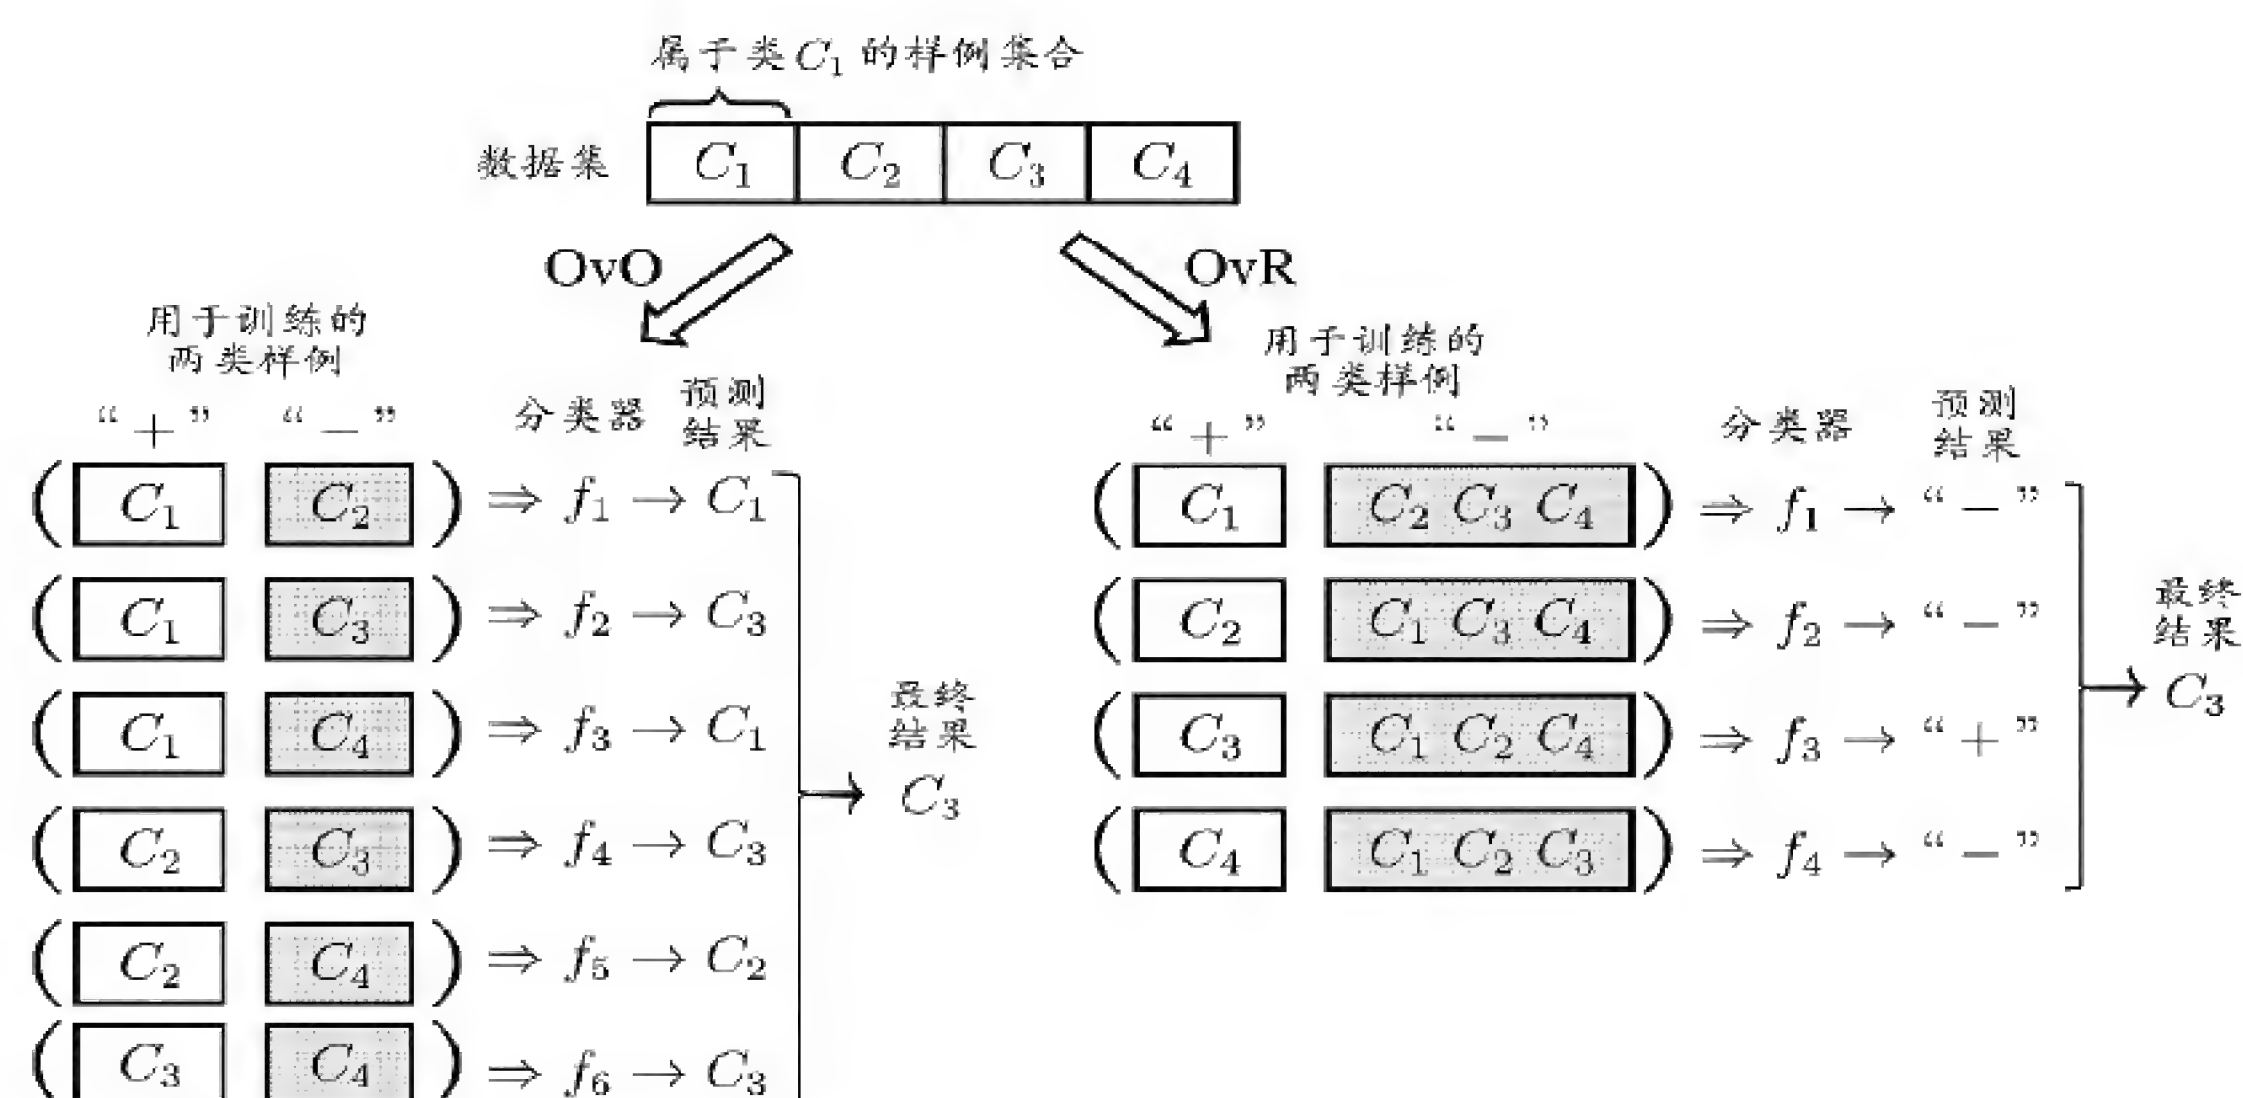 属于类 C₁ 的样例集合
数据集 C₁ C₂ C₃ C₄
OvO
用于训练的
两类样例
“+” “−” 分类器 预测
结果
( C₁ C₂ ) ⇒ f₁ → C₁
( C₁ C₃ ) ⇒ f₂ → C₃
( C₁ C₄ ) ⇒ f₃ → C₁
( C₂ C₃ ) ⇒ f₄ → C₃
( C₂ C₄ ) ⇒ f₅ → C₂
( C₃ C₄ ) ⇒ f₆ → C₃
最终
结果
C₃
OvR
用于训练的
两类样例
“+” “−” 分类器 预测
结果
( C₁ C₂ C₃ C₄ ) ⇒ f₁ → “−”
( C₂ C₁ C₃ C₄ ) ⇒ f₂ → “−”
( C₃ C₁ C₂ C₄ ) ⇒ f₃ → “+”
( C₄ C₁ C₂ C₃ ) ⇒ f₄ → “−”
最终
结果
C₃